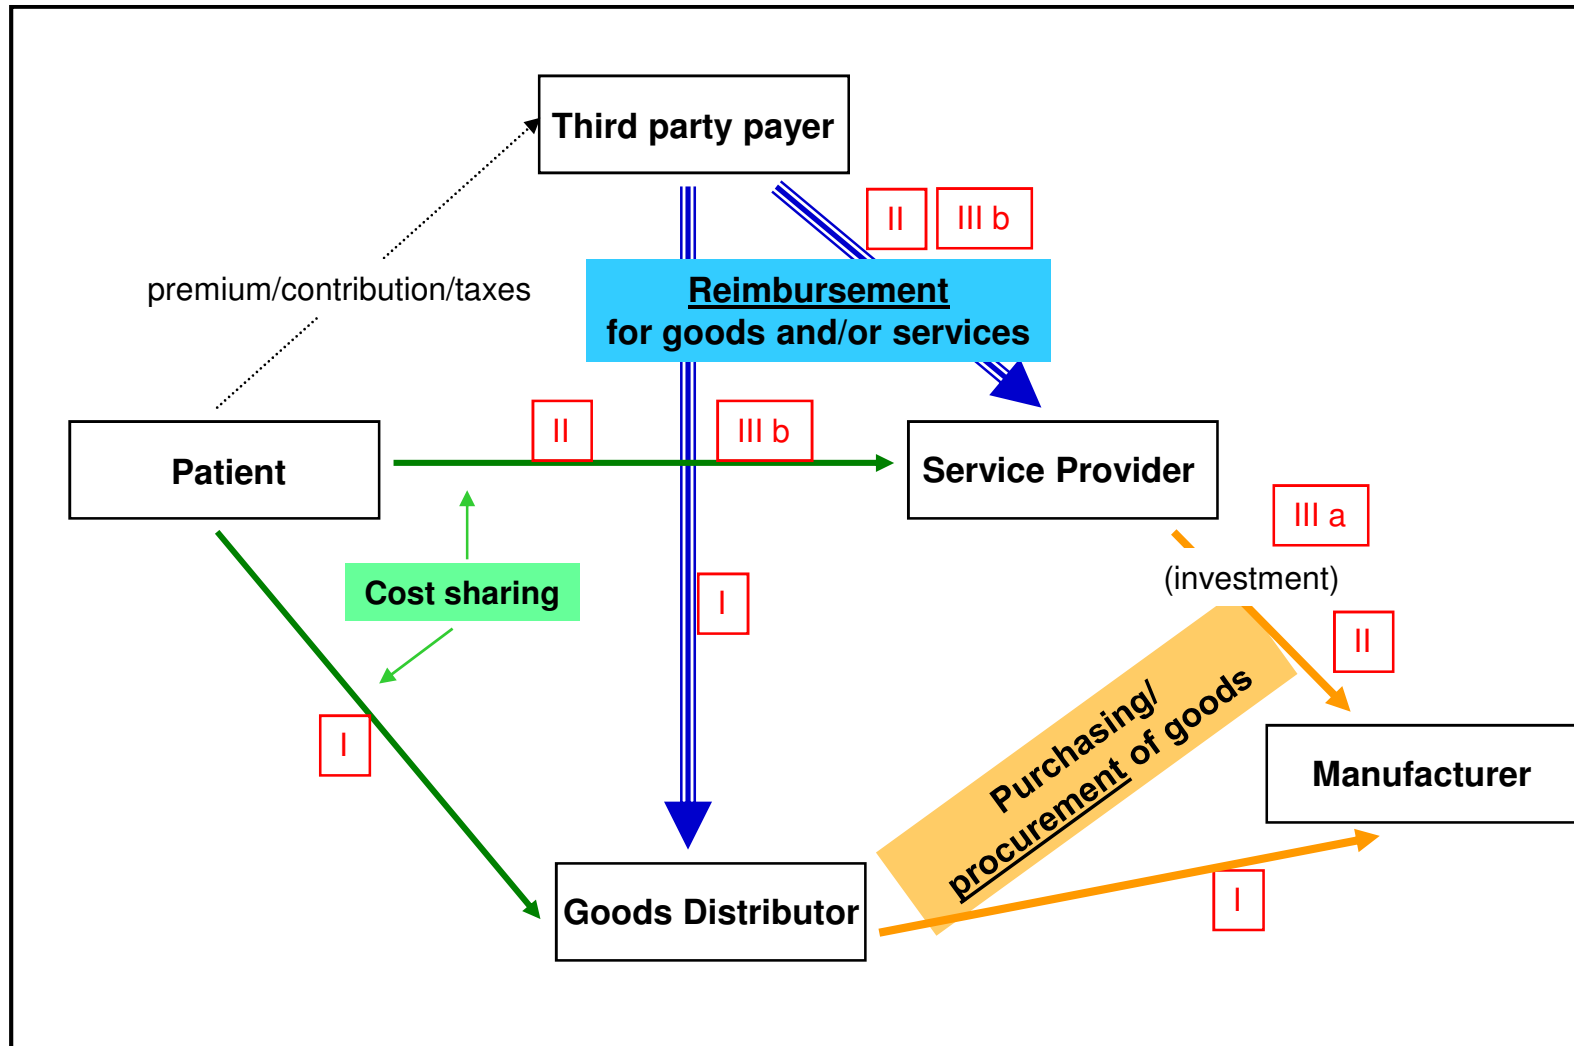 Third party payer
II
III b
premium/contribution/taxes
Reimbursement
for goods and/or services
II
III b
Patient
Service Provider
III a
(investment)
Cost sharing
I
II
I
Purchasing/
procurement of goods
Manufacturer
I
Goods Distributor